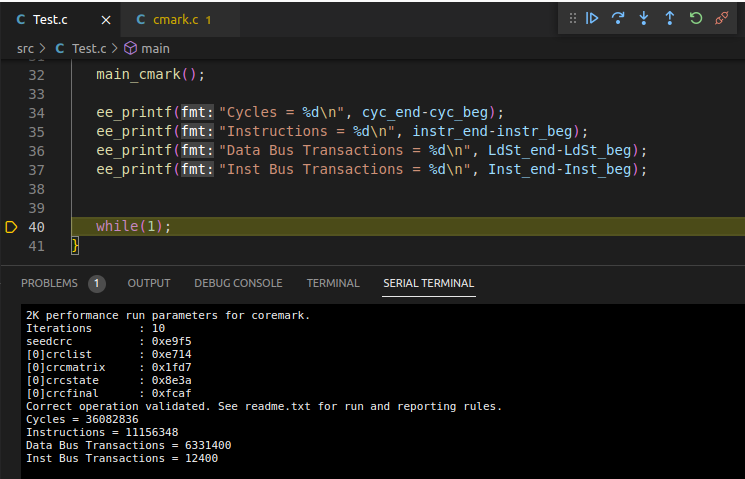 C Test.c × C cmark.c 1
src > C Test.c > main
32 main_cmark();
33
34 ee_printf(fmt: "Cycles = %d\n", cyc_end-cyc_beg);
35 ee_printf(fmt: "Instructions = %d\n", instr_end-instr_beg);
36 ee_printf(fmt: "Data Bus Transactions = %d\n", LdSt_end-LdSt_beg);
37 ee_printf(fmt: "Inst Bus Transactions = %d\n", Inst_end-Inst_beg);
38
39
40 while(1);
41 }
PROBLEMS 1 OUTPUT DEBUG CONSOLE TERMINAL SERIAL TERMINAL
2K performance run parameters for coremark.
Iterations : 10
seedcrc : 0xe9f5
[0]crclist : 0xe714
[0]crcmatrix : 0x1fd7
[0]crcstate : 0x8e3a
[0]crcfinal : 0xfcaf
Correct operation validated. See readme.txt for run and reporting rules.
Cycles = 36082836
Instructions = 11156348
Data Bus Transactions = 6331400
Inst Bus Transactions = 12400